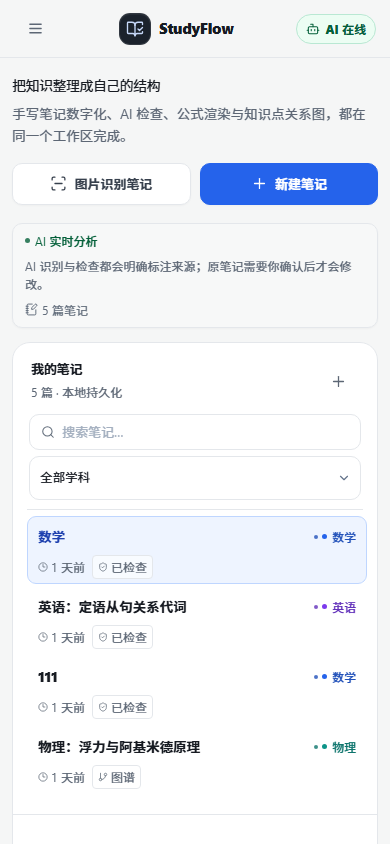 StudyFlow
AI 在线
把知识整理成自己的结构
手写笔记数字化、AI 检查、公式渲染与知识点关系图，都在
同一个工作区完成。
图片识别笔记
新建笔记
AI 实时分析
AI 识别与检查都会明确标注来源；原笔记需要你确认后才会修
改。
5 篇笔记
我的笔记
5 篇 · 本地持久化
搜索笔记...
全部学科
数学
数学
1 天前 已检查
英语：定语从句关系代词
英语
1 天前 已检查
111
数学
1 天前 已检查
物理：浮力与阿基米德原理
物理
1 天前 图谱